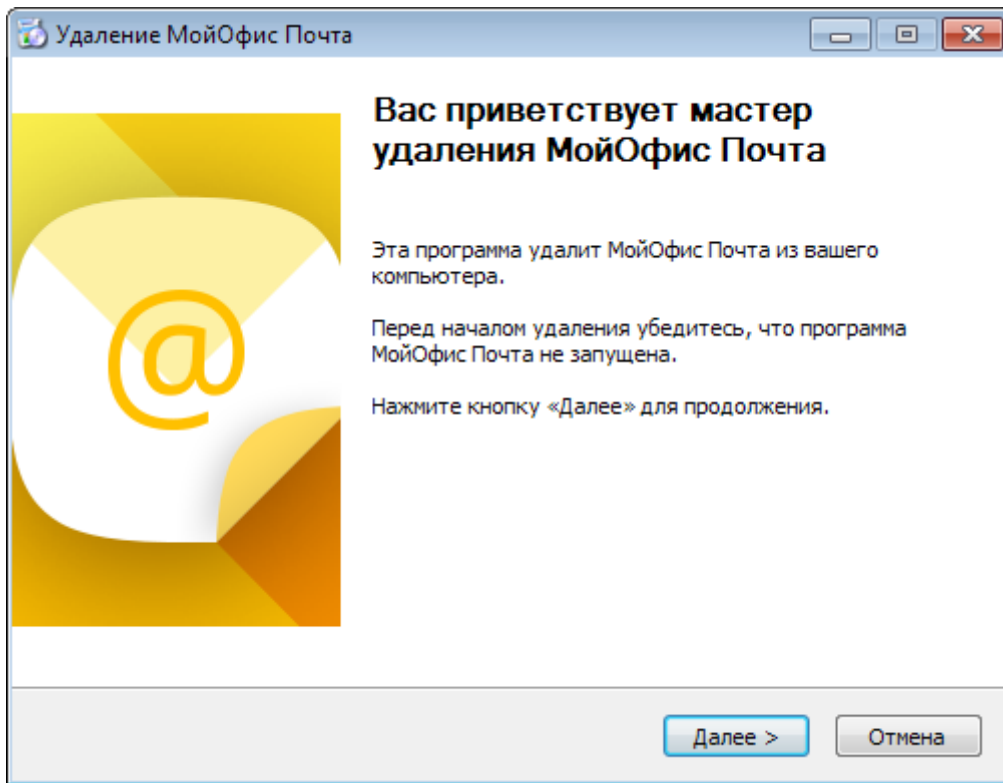 Удаление МойОфис Почта
Вас приветствует мастер
удаления МойОфис Почта
Эта программа удалит МойОфис Почта из вашего
компьютера.
Перед началом удаления убедитесь, что программа
МойОфис Почта не запущена.
Нажмите кнопку «Далее» для продолжения.
@
Далее >
Отмена